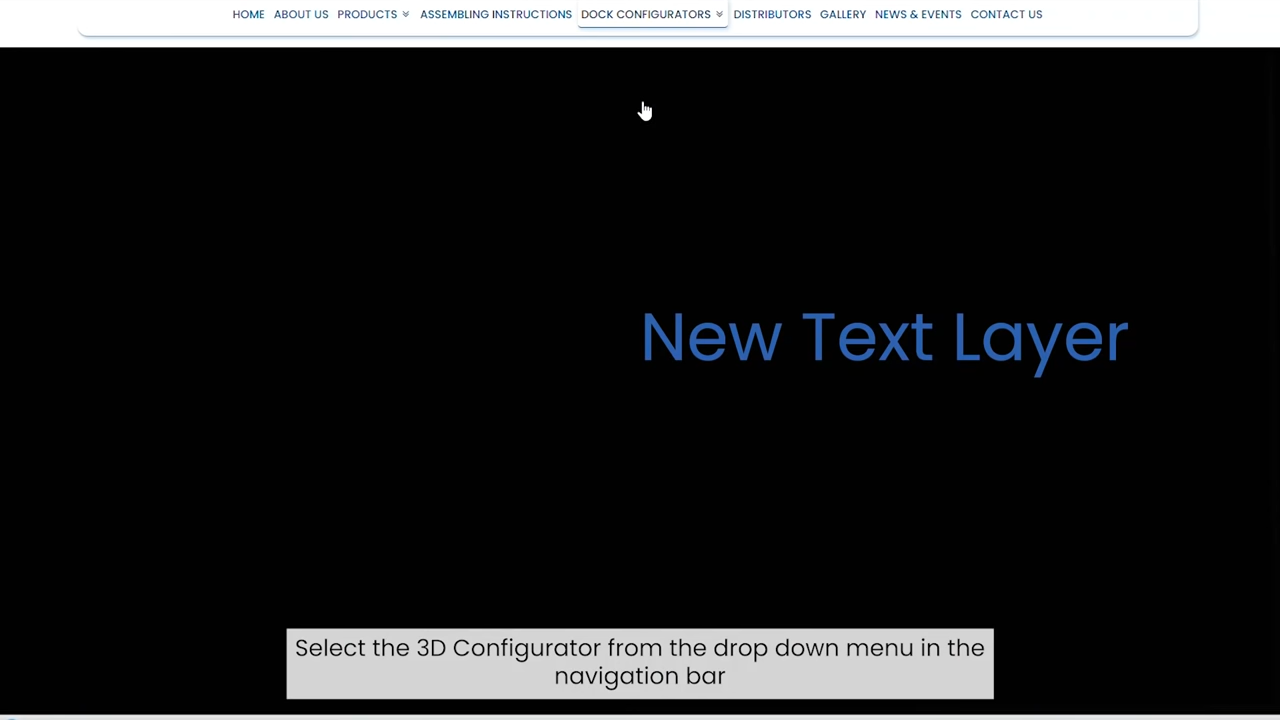 HOME ABOUT US PRODUCTS ASSEMBLING INSTRUCTIONS DOCK CONFIGURATORS DISTRIBUTORS GALLERY NEWS & EVENTS CONTACT US
New Text Layer
Select the 3D Configurator from the drop down menu in the
navigation bar